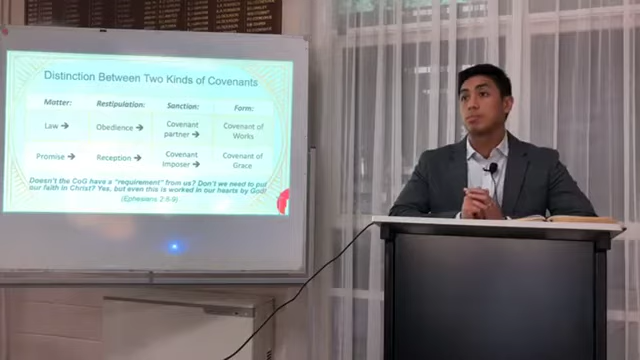 Distinction Between Two Kinds of Covenants
Matter: Restipulation: Sanction: Form:
Law ➔ Obedience ➔ Covenant partner ➔ Covenant of Works
Promise ➔ Reception ➔ Covenant Imposer ➔ Covenant of Grace
Doesn't the CoG have a "requirement" from us? Don't we need to put
our faith in Christ? Yes, but even this is worked in our hearts by God!
(Ephesians 2:8-9)